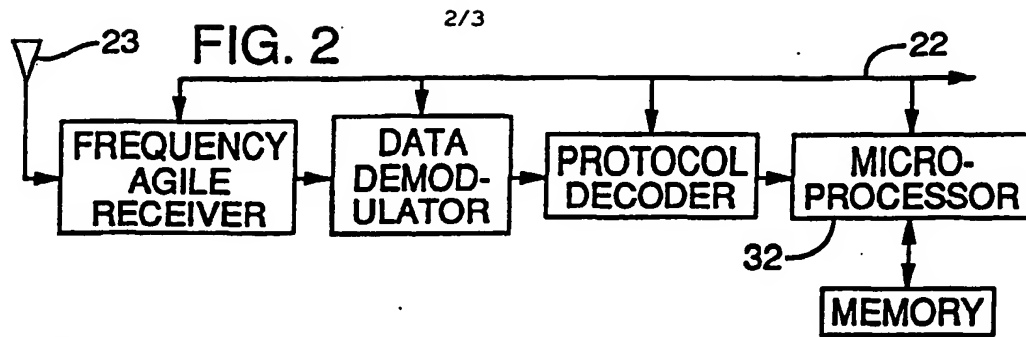 2/3
23
FIG. 2
22
FREQUENCY
AGILE
RECEIVER
DATA
DEMOD-
ULATOR
PROTOCOL
DECODER
MICRO-
PROCESSOR
32
MEMORY